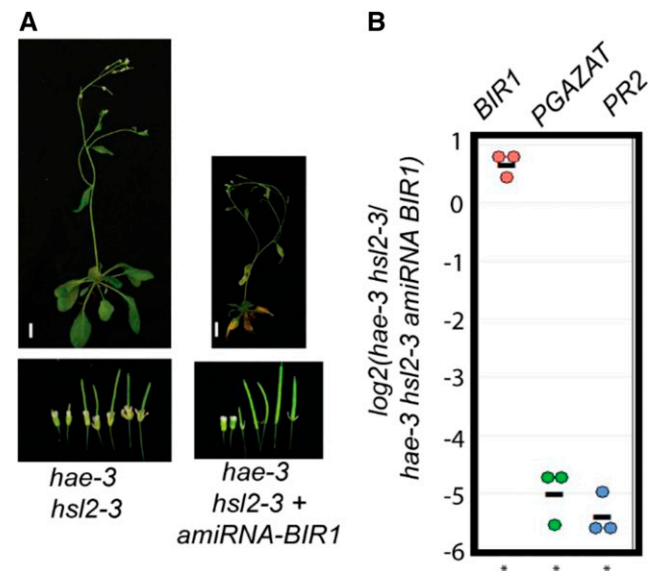 A
hae-3
hsl2-3
hae-3
hsl2-3 +
amiRNA-BIR1
B
BIR1
PGAZAT
PR2
log2(hae-3 hsl2-3/
hae-3 hsl2-3 amiRNA BIR1)
1
0
-1
-2
-3
-4
-5
-6
* * *